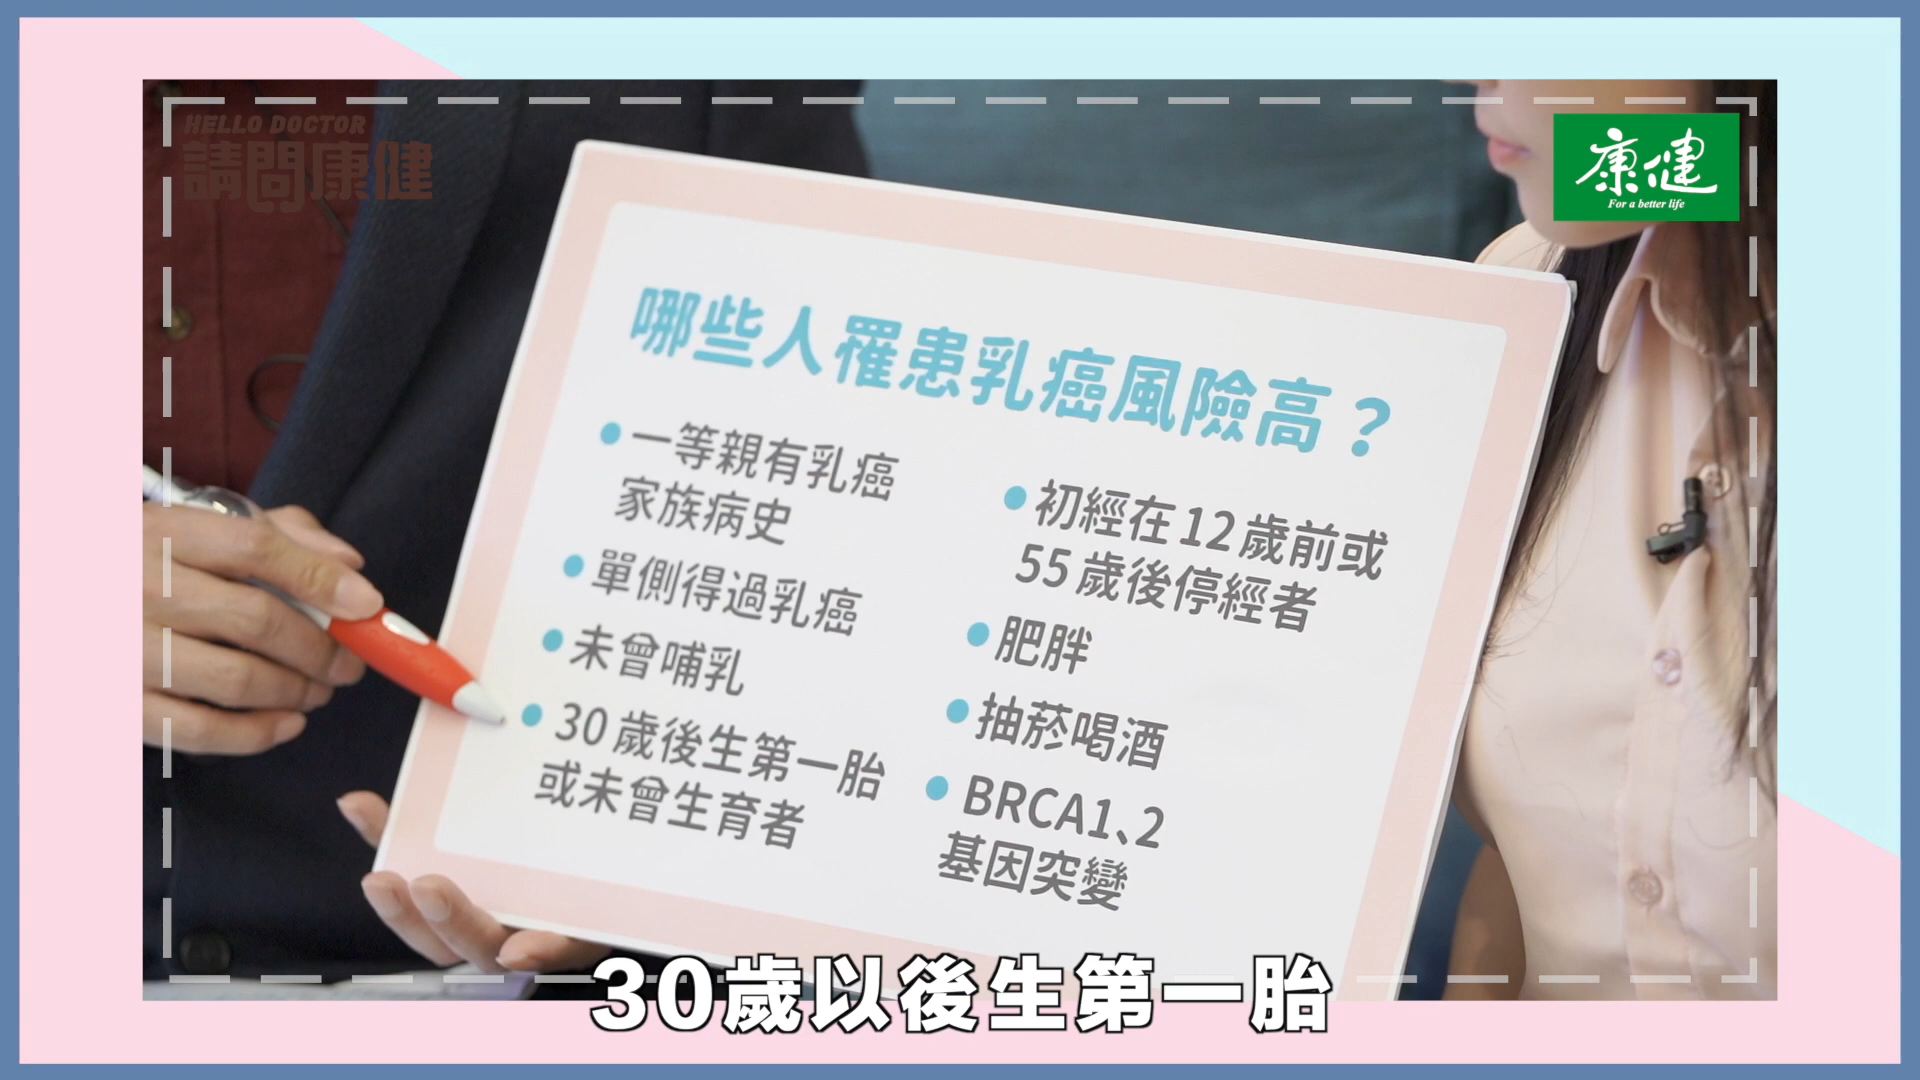 HELLO DOCTOR
請問康健
康健
For a better life
哪些人罹患乳癌風險高？
一等親有乳癌
家族病史
單側得過乳癌
未曾哺乳
30歲後生第一胎
或未曾生育者
初經在12歲前或
55歲後停經者
肥胖
抽菸喝酒
BRCA1、2
基因突變
30歲以後生第一胎